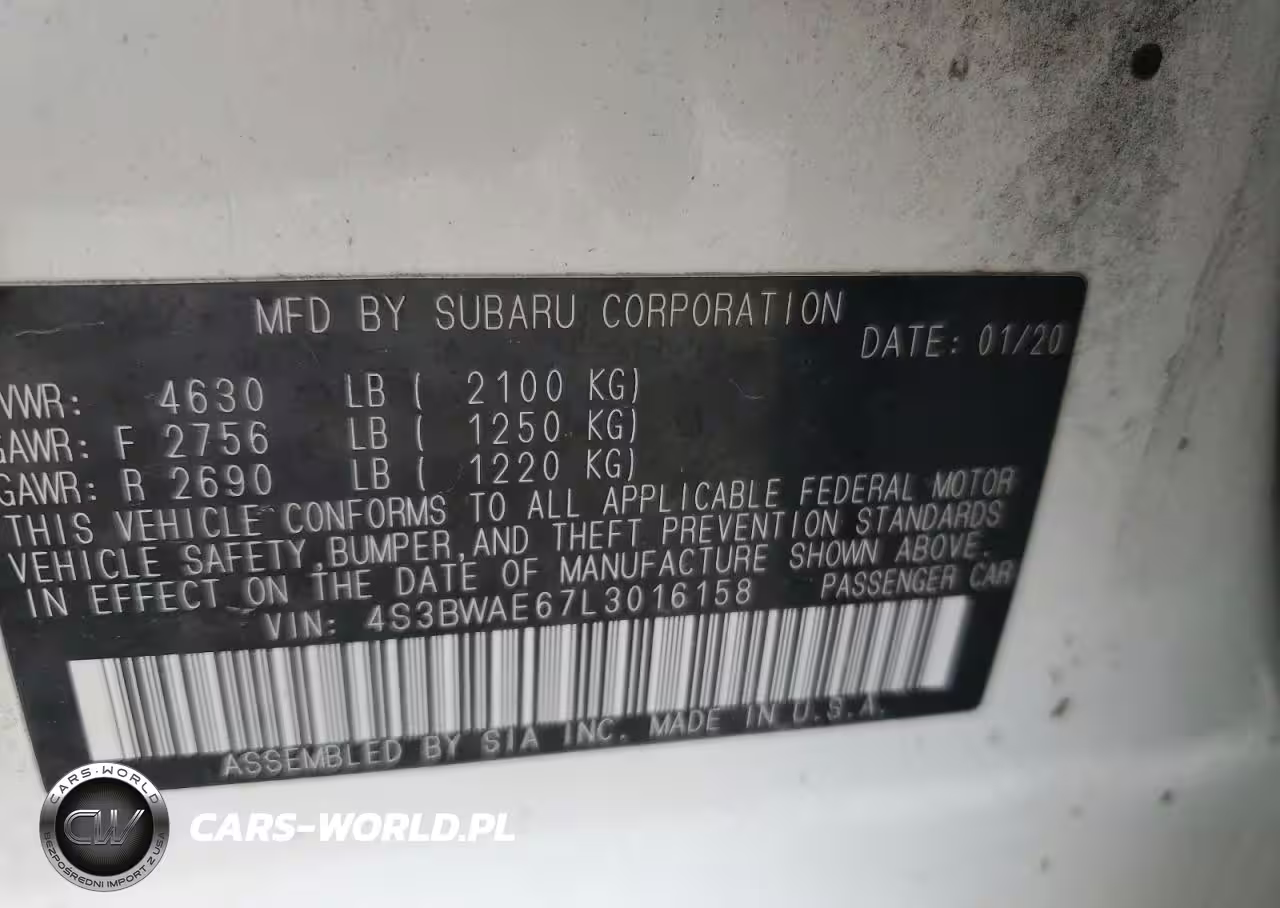 MFD BY SUBARU CORPORATION
DATE: 01/20
VWR: 4630 LB ( 2100 KG)
GAWR: F 2756 LB ( 1250 KG)
GAWR: R 2690 LB ( 1220 KG)
THIS VEHICLE CONFORMS TO ALL APPLICABLE FEDERAL MOTOR
VEHICLE SAFETY,BUMPER,AND THEFT PREVENTION STANDARDS
IN EFFECT ON THE DATE OF MANUFACTURE SHOWN ABOVE.
VIN: 4S3BWAE67L3016158 PASSENGER CAR
ASSEMBLED BY SIA INC. MADE IN U.S.A.
CARS-WORLD
CW
BEZPOŚREDNI IMPORT Z USA
CARS-WORLD.PL